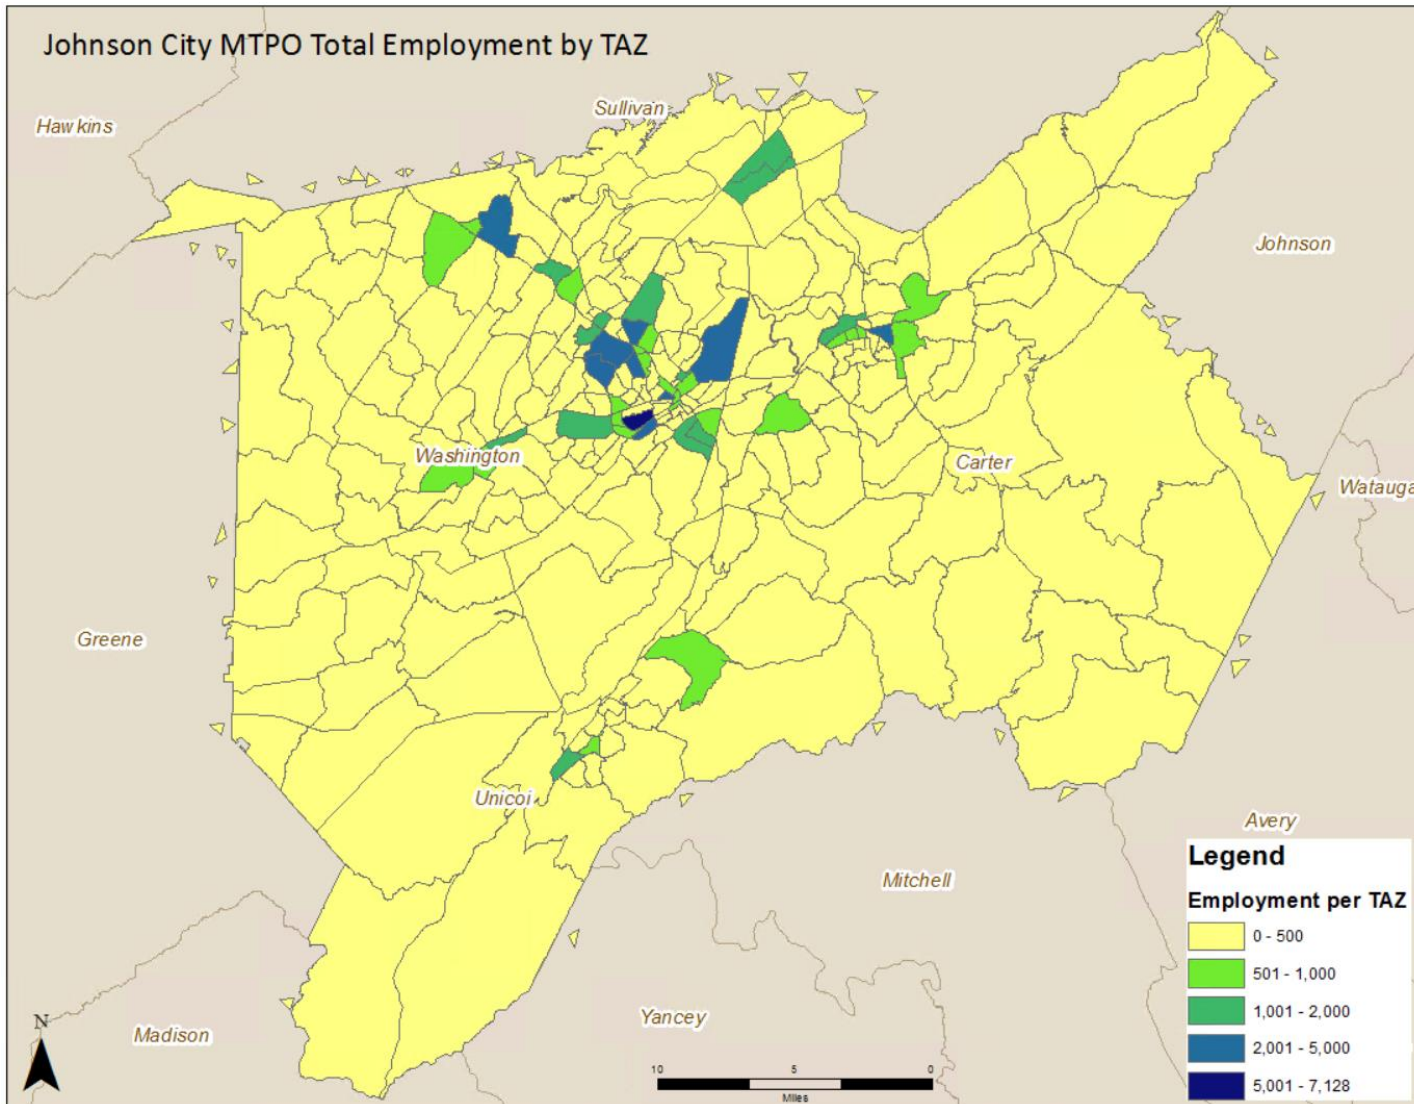 Johnson City MTPO Total Employment by TAZ
Sullivan
Hawkins
Johnson
Washington
Carter
Watauga
Greene
Unicoi
Avery
Mitchell
Yancey
Madison
N
10 5 0
Miles
Legend
Employment per TAZ
0 - 500
501 - 1,000
1,001 - 2,000
2,001 - 5,000
5,001 - 7,128